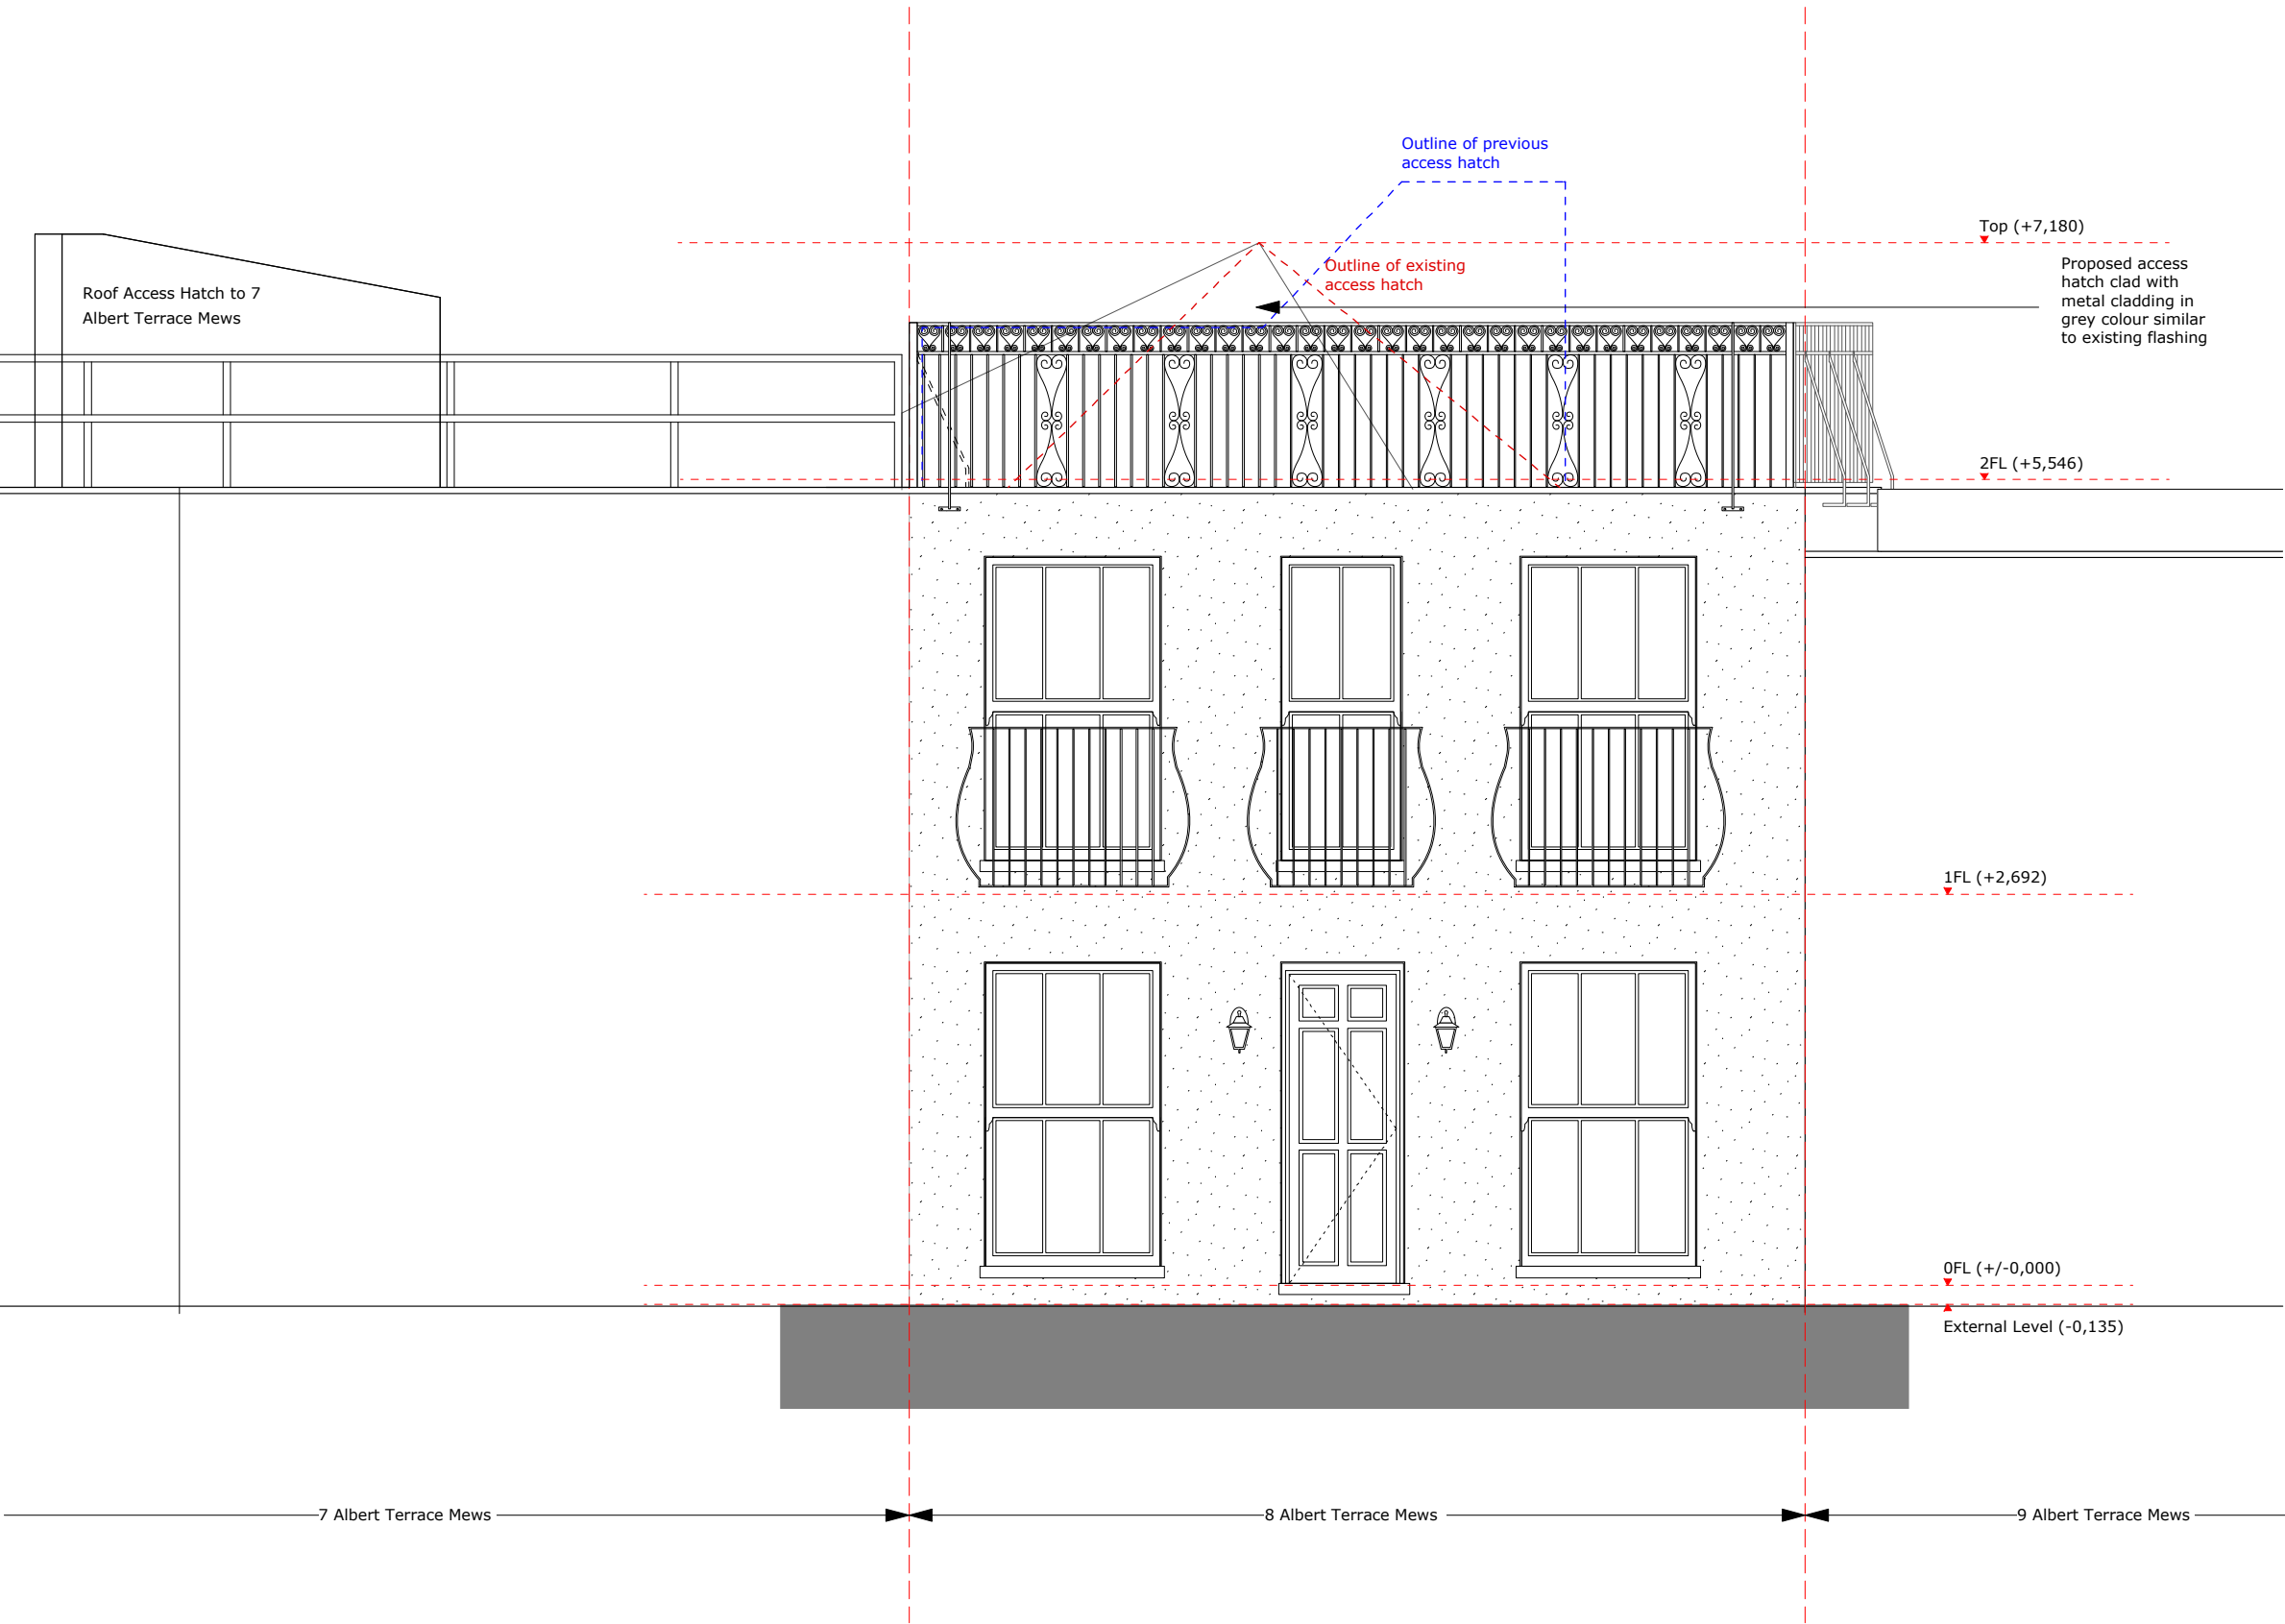 Outline of previous
access hatch
Top (+7,180)
Outline of existing
access hatch
Proposed access
hatch clad with
metal cladding in
grey colour similar
to existing flashing
Roof Access Hatch to 7
Albert Terrace Mews
2FL (+5,546)
1FL (+2,692)
0FL (+/-0,000)
External Level (-0,135)
7 Albert Terrace Mews
8 Albert Terrace Mews
9 Albert Terrace Mews